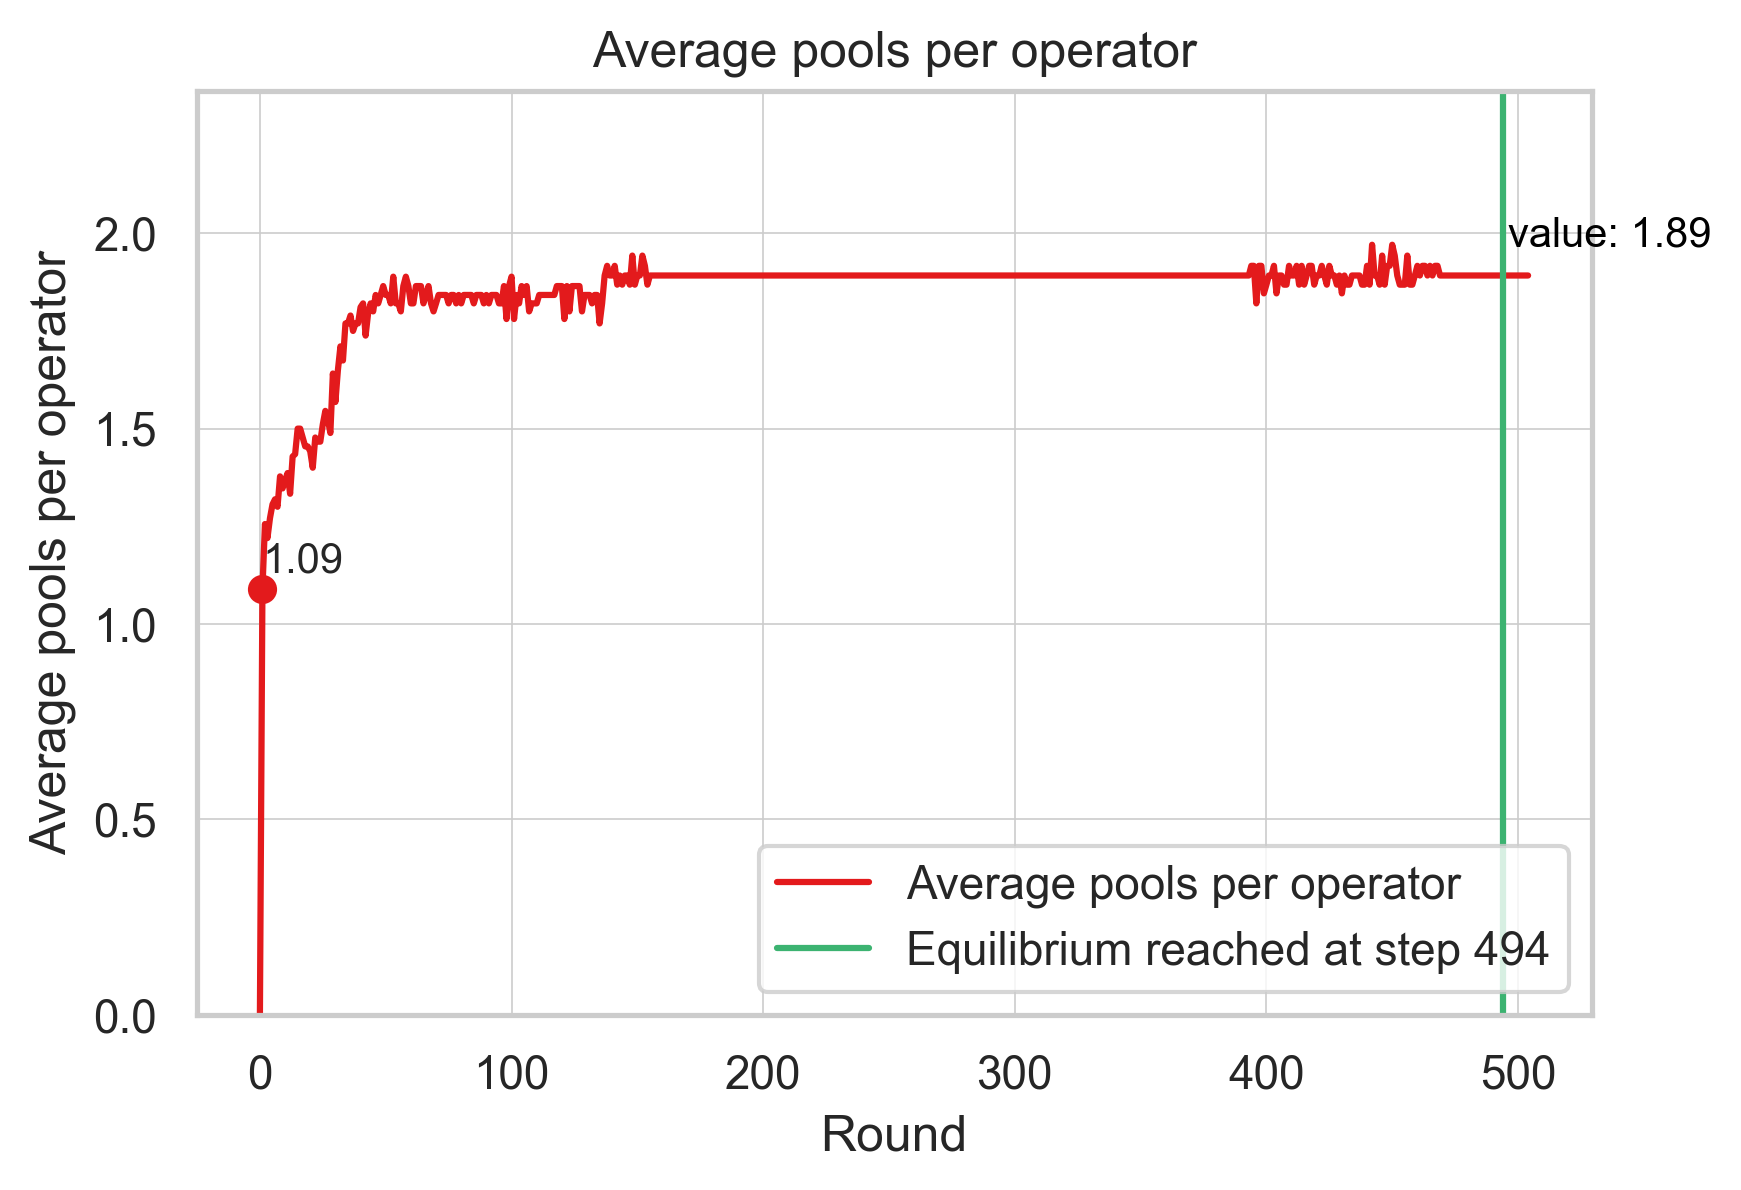 Average pools per operator
Average pools per operator
2.0
1.5
1.0
0.5
0.0
value: 1.89
1.09
Average pools per operator
Equilibrium reached at step 494
0 100 200 300 400 500
Round